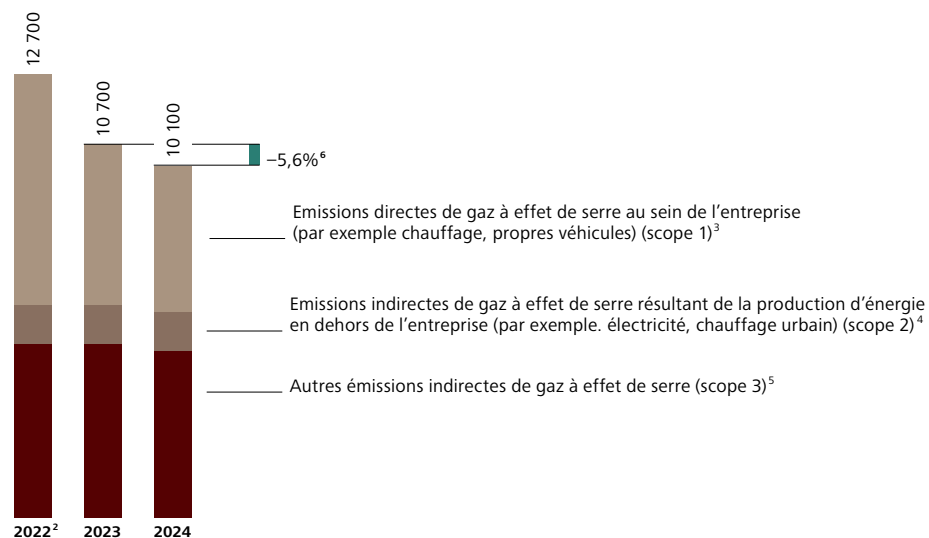 12 700
10 700
10 100
−5,6%⁶
Emissions directes de gaz à effet de serre au sein de l’entreprise
(par exemple chauffage, propres véhicules) (scope 1)³
Emissions indirectes de gaz à effet de serre résultant de la production d’énergie
en dehors de l’entreprise (par exemple. électricité, chauffage urbain) (scope 2)⁴
Autres émissions indirectes de gaz à effet de serre (scope 3)⁵
2022² 2023 2024